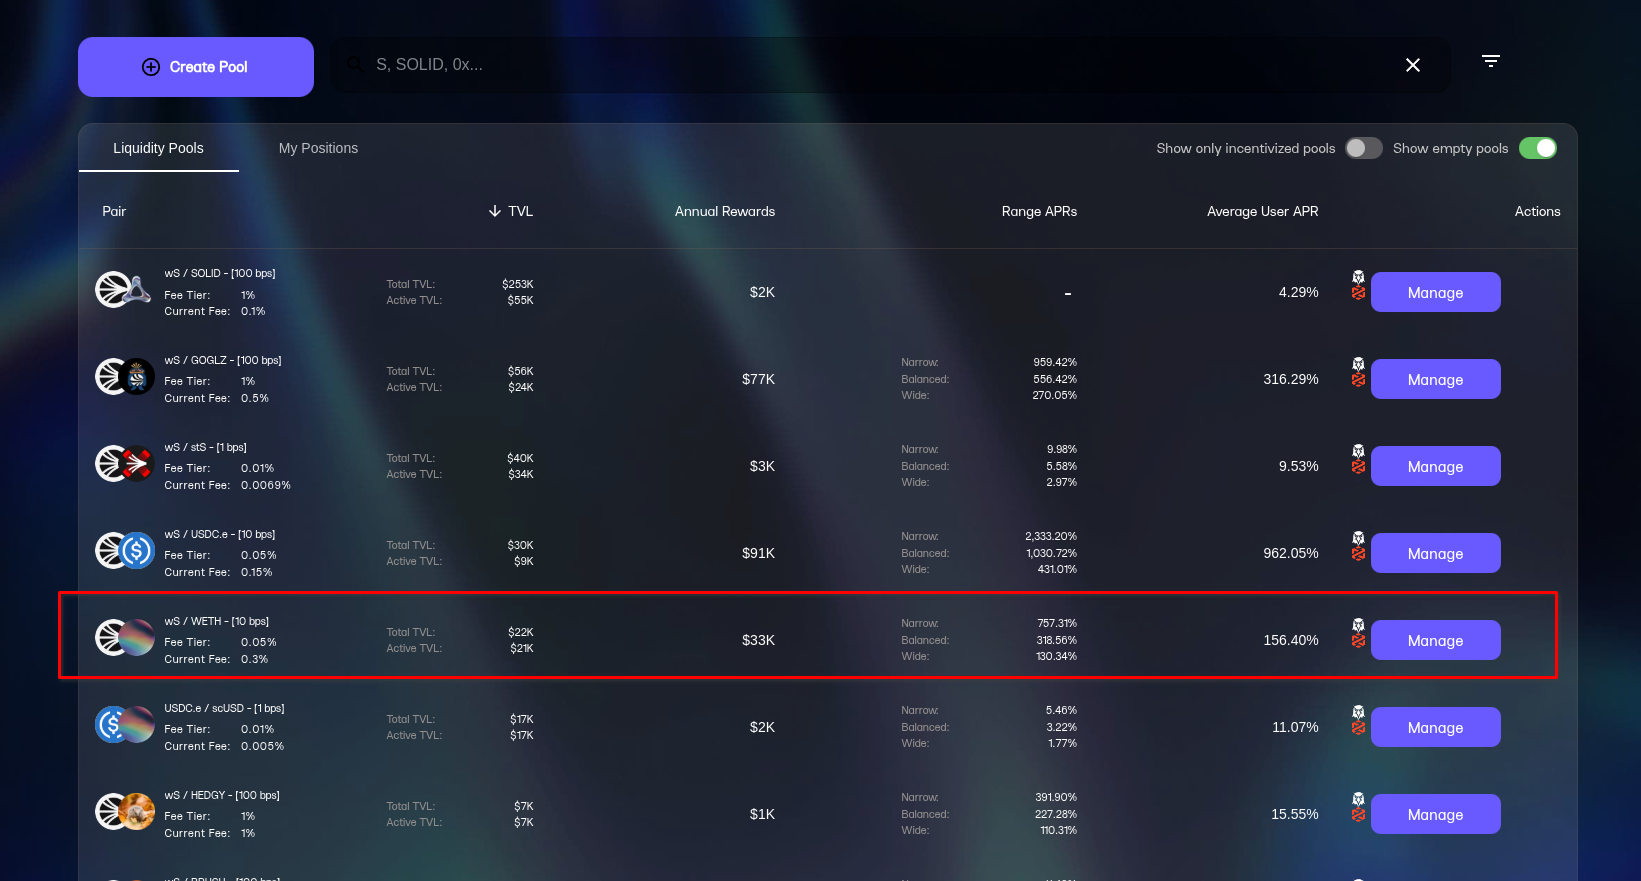 Create Pool
S, SOLID, 0x...
Liquidity Pools My Positions Show only incentivized pools Show empty pools
Pair TVL Annual Rewards Range APRs Average User APR Actions
wS / SOLID - [100 bps]
Fee Tier: 1%
Current Fee: 0.1%
Total TVL: $253K
Active TVL: $55K
$2K
-
4.29%
Manage
wS / GOGLZ - [100 bps]
Fee Tier: 1%
Current Fee: 0.5%
Total TVL: $56K
Active TVL: $24K
$77K
Narrow: 959.42%
Balanced: 556.42%
Wide: 270.05%
316.29%
Manage
wS / stS - [1 bps]
Fee Tier: 0.01%
Current Fee: 0.0069%
Total TVL: $40K
Active TVL: $34K
$3K
Narrow: 9.98%
Balanced: 5.58%
Wide: 2.97%
9.53%
Manage
wS / USDC.e - [10 bps]
Fee Tier: 0.05%
Current Fee: 0.15%
Total TVL: $30K
Active TVL: $9K
$91K
Narrow: 2,333.20%
Balanced: 1,030.72%
Wide: 431.01%
962.05%
Manage
wS / WETH - [10 bps]
Fee Tier: 0.05%
Current Fee: 0.3%
Total TVL: $22K
Active TVL: $21K
$33K
Narrow: 757.31%
Balanced: 318.56%
Wide: 130.34%
156.40%
Manage
USDC.e / scUSD - [1 bps]
Fee Tier: 0.01%
Current Fee: 0.005%
Total TVL: $17K
Active TVL: $17K
$2K
Narrow: 5.46%
Balanced: 3.22%
Wide: 1.77%
11.07%
Manage
wS / HEDGY - [100 bps]
Fee Tier: 1%
Current Fee: 1%
Total TVL: $7K
Active TVL: $7K
$1K
Narrow: 391.90%
Balanced: 227.28%
Wide: 110.31%
15.55%
Manage